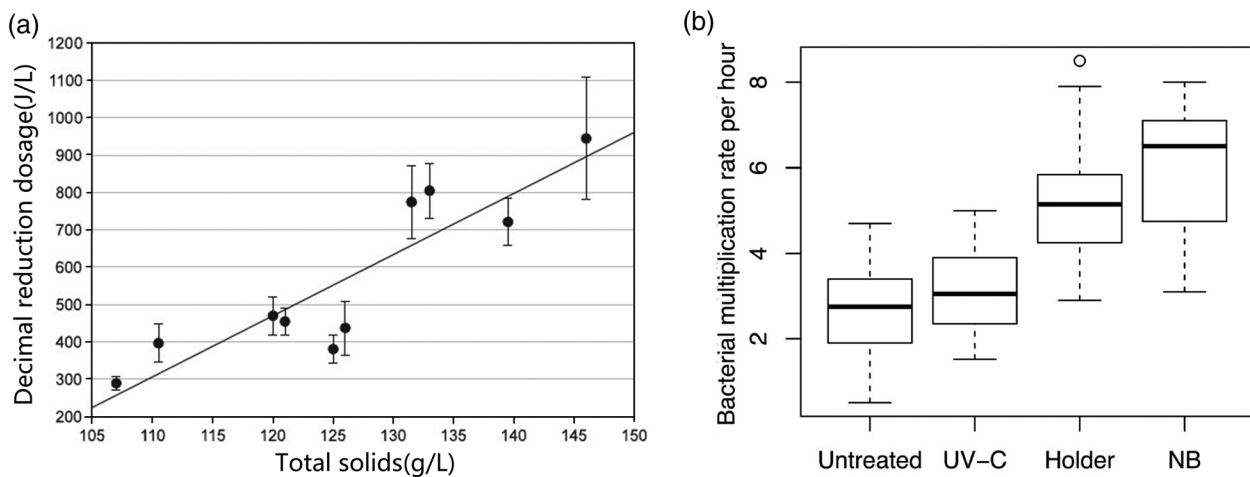 (a)
Decimal reduction dosage(J/L)
1200
1100
1000
900
800
700
600
500
400
300
200
105 110 115 120 125 130 135 140 145 150
Total solids(g/L)
(b)
Bacterial multiplication rate per hour
8
6
4
2
Untreated UV-C Holder NB